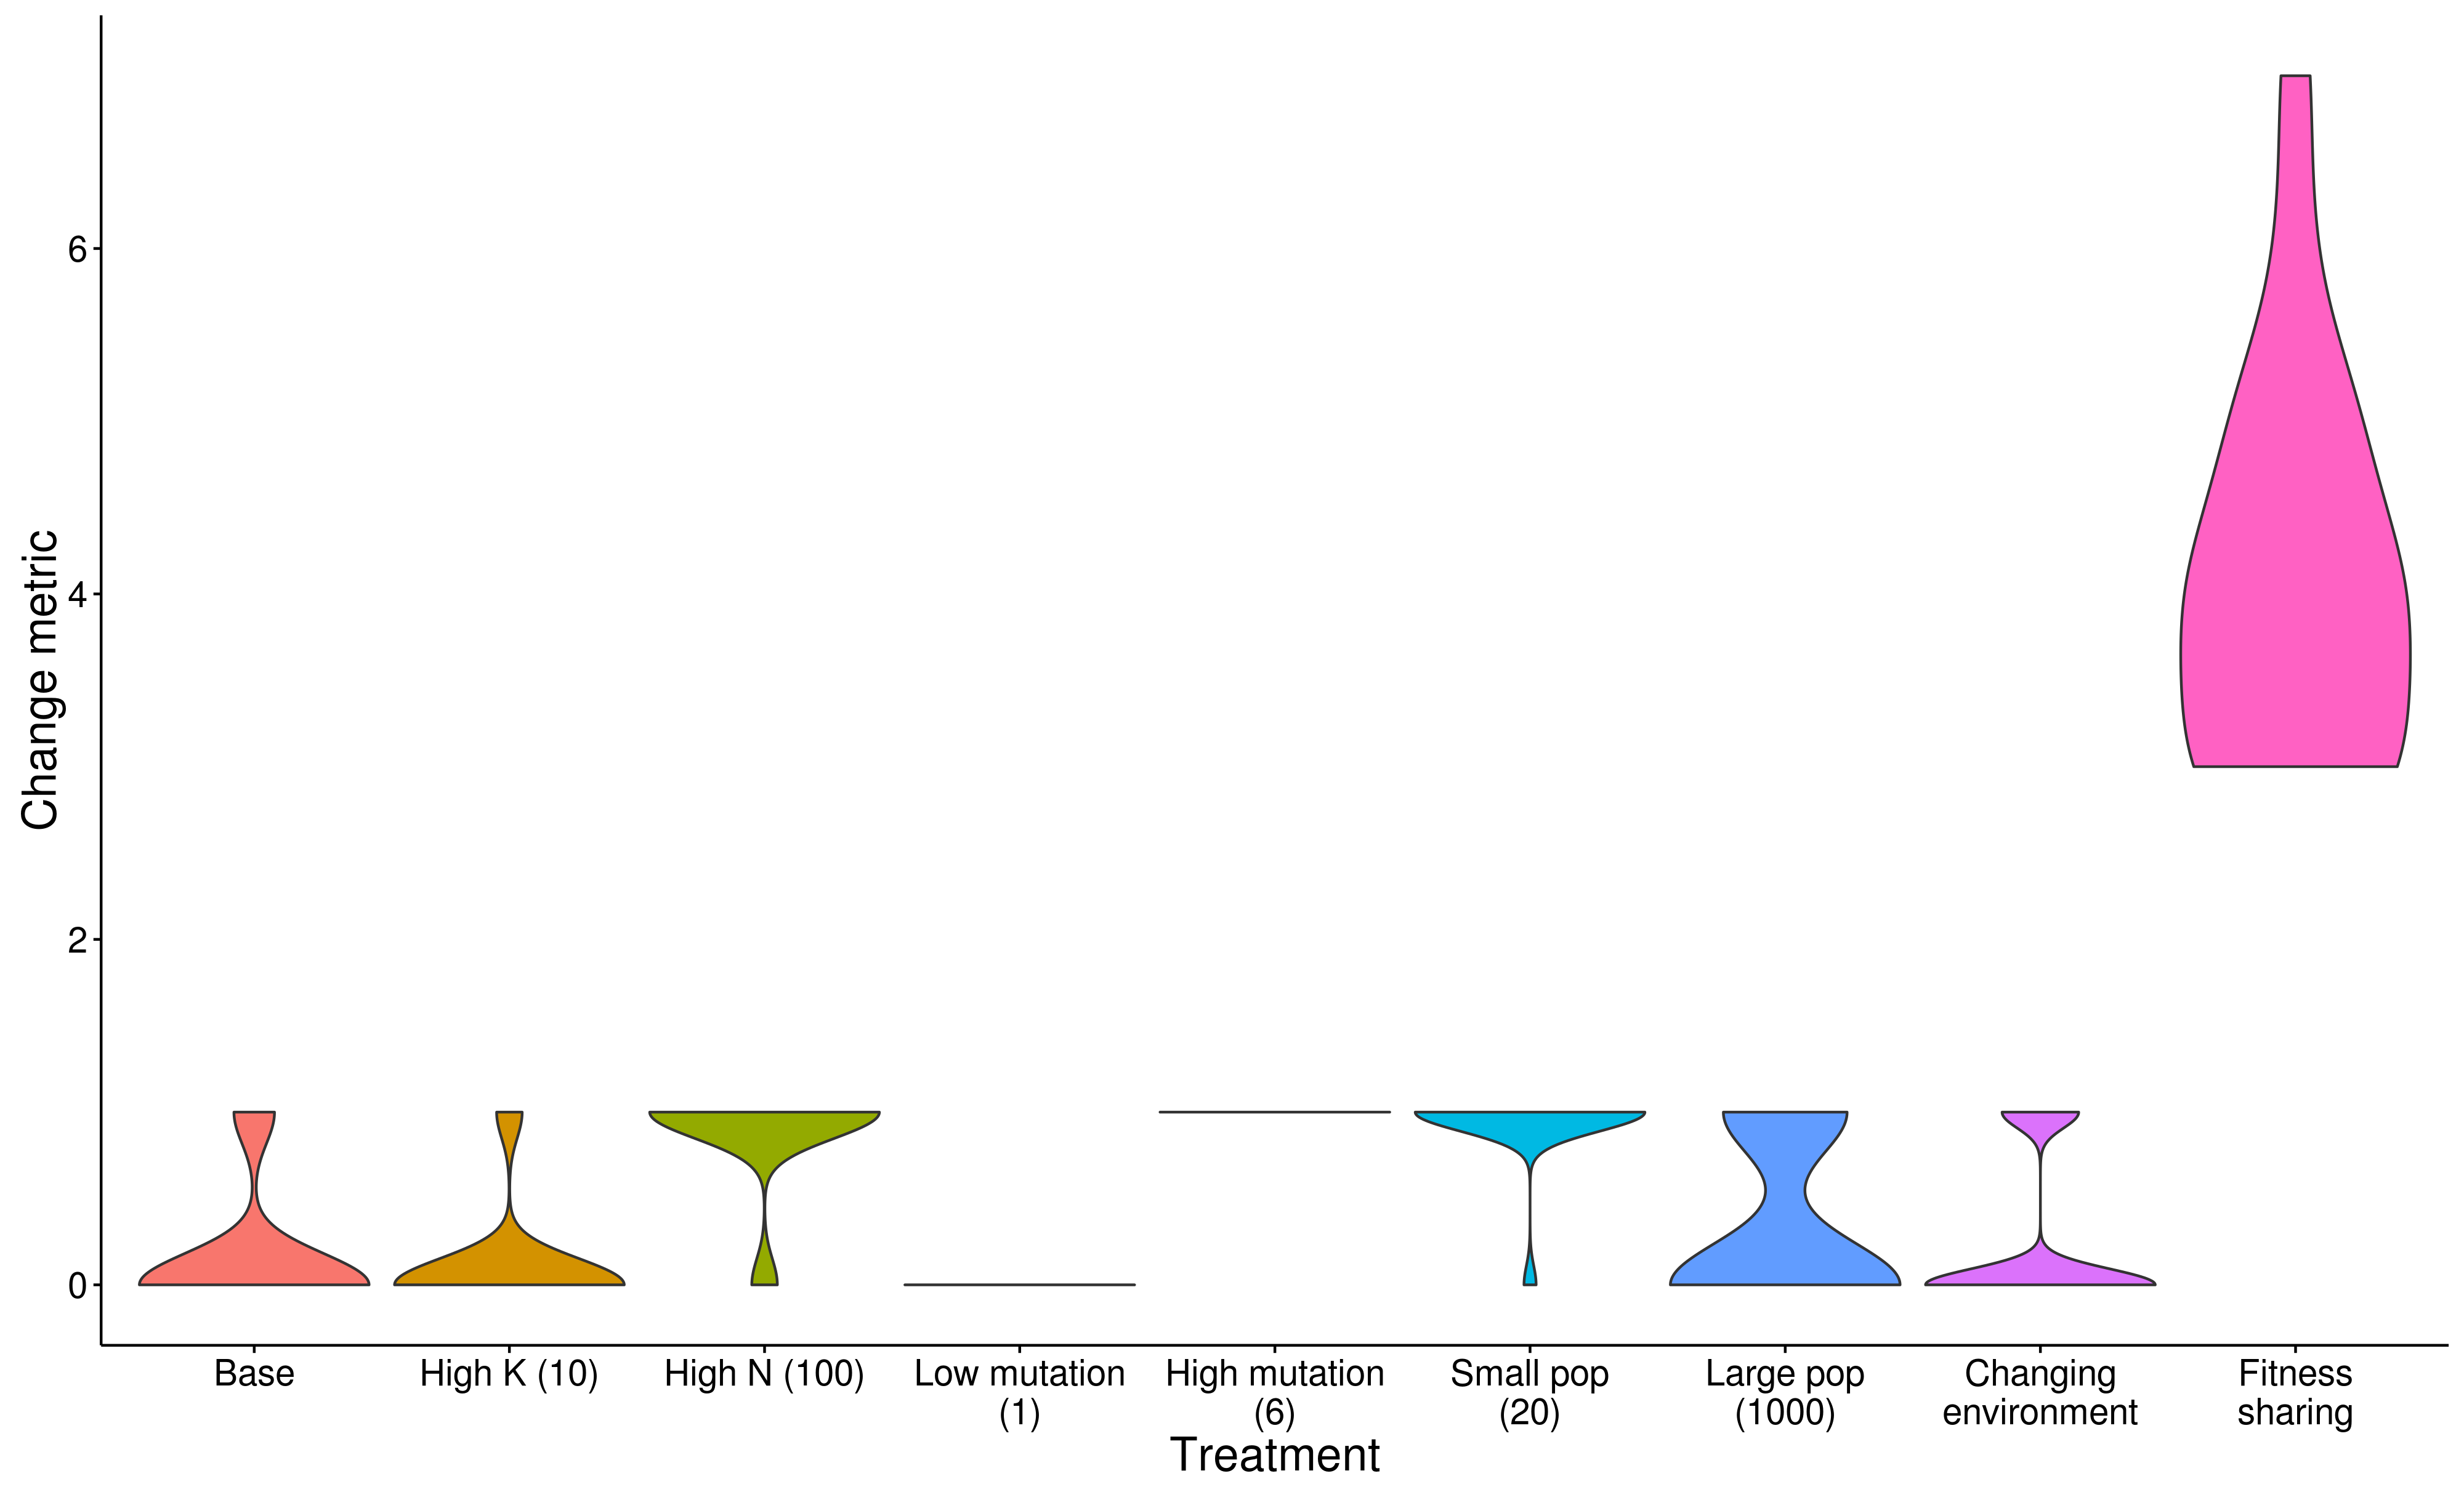 Change metric
6
4
2
0
Base
High K (10)
High N (100)
Low mutation
(1)
High mutation
(6)
Small pop
(20)
Large pop
(1000)
Changing
environment
Fitness
sharing
Treatment